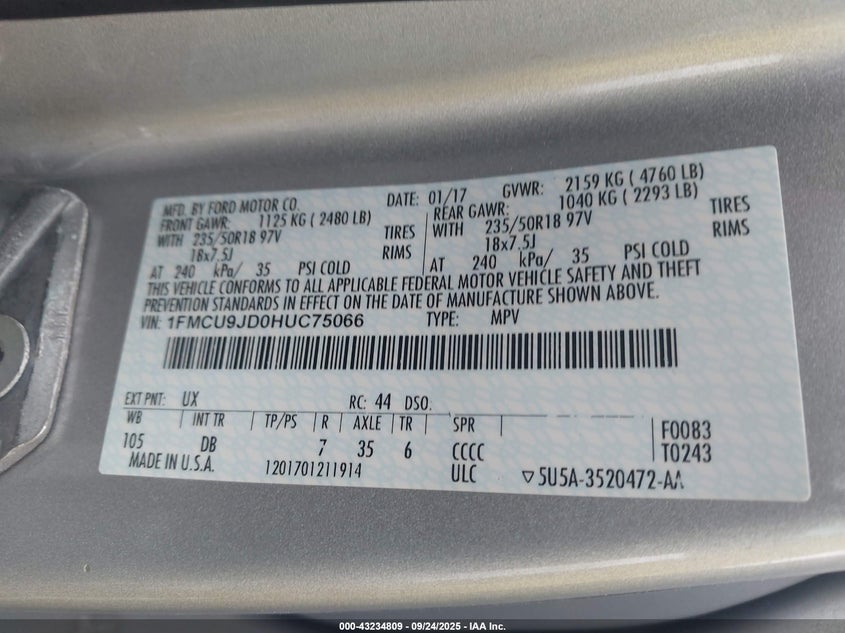 MFD. BY FORD MOTOR CO. DATE: 01/17 GVWR: 2159 KG ( 4760 LB)
FRONT GAWR: 1125 KG ( 2480 LB) REAR GAWR: 1040 KG ( 2293 LB)
WITH 235/50R18 97V TIRES WITH 235/50R18 97V TIRES
18x7.5J RIMS 18x7.5J RIMS
AT 240 kPa/ 35 PSI COLD AT 240 kPa/ 35 PSI COLD
THIS VEHICLE CONFORMS TO ALL APPLICABLE FEDERAL MOTOR VEHICLE SAFETY AND THEFT
PREVENTION STANDARDS IN EFFECT ON THE DATE OF MANUFACTURE SHOWN ABOVE.
VIN: 1FMCU9JD0HUC75066 TYPE: MPV
EXT PNT: UX RC: 44 DSO:
WB INT TR TP/PS R AXLE TR SPR F0083
105 DB 7 35 6 CCCC T0243
MADE IN U.S.A. 1201701211914 ULC ▽5U5A-3520472-AA
000-43234809 - 09/24/2025 - IAA Inc.